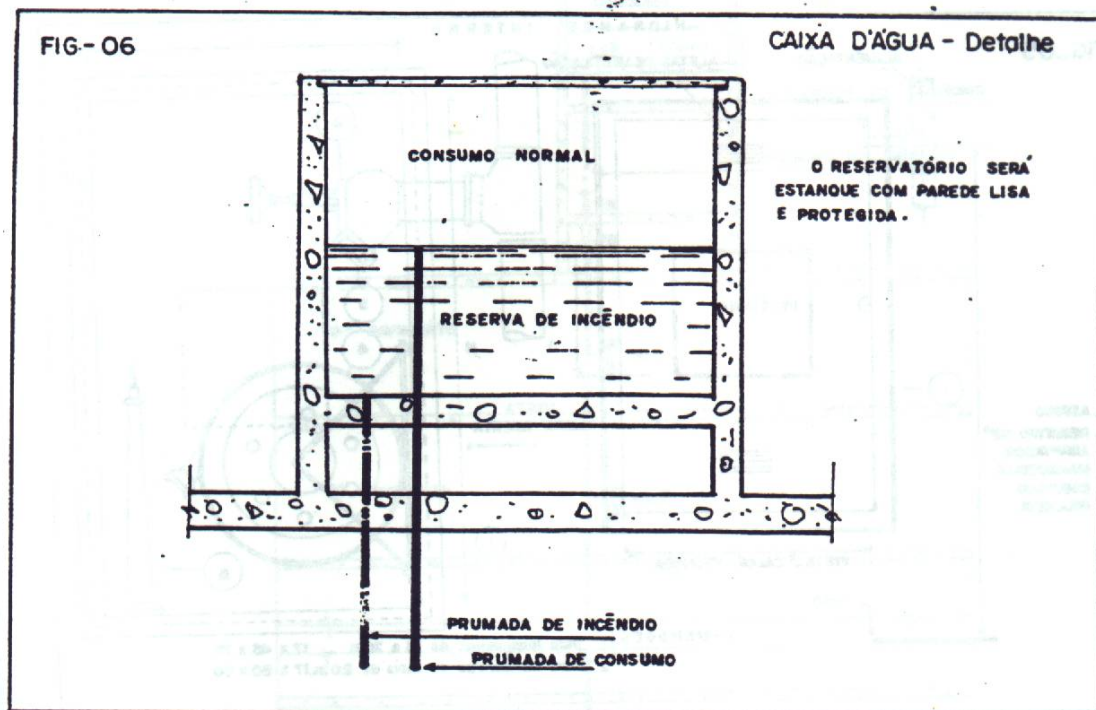 FIG-06
CAIXA D'ÁGUA - Detalhe
CONSUMO NORMAL
O RESERVATÓRIO SERÁ
ESTANQUE COM PAREDE LISA
E PROTEGIDA.
RESERVA DE INCÊNDIO
PRUMADA DE INCÊNDIO
PRUMADA DE CONSUMO